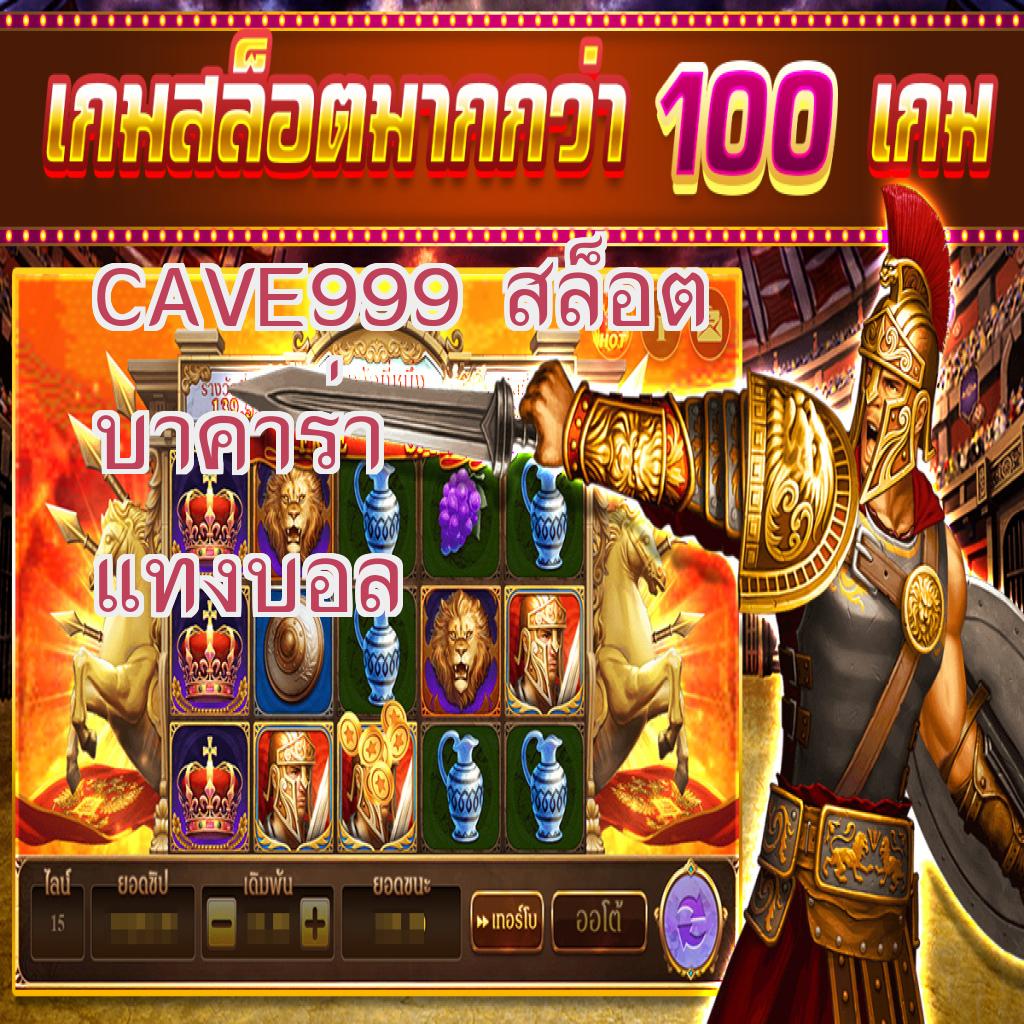 เกมสล็อตมากกว่า 100 เกม
CAVE999 สล็อต
HOT
บาคาร่า
แทงบอล
ไลน์ ยอดชิป เดิมพัน ยอดชนะ
15
เทอร์โบ ออโต้